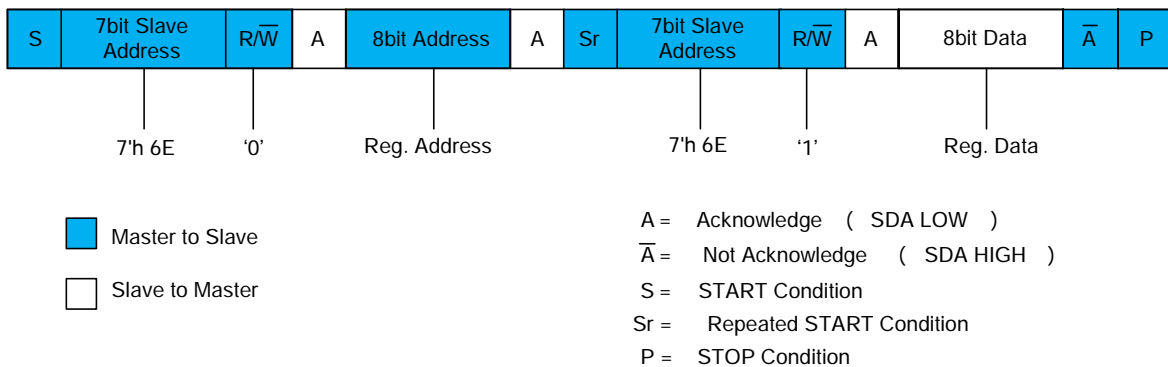 S 7bit Slave Address R/W̅ A 8bit Address A Sr 7bit Slave Address R/W̅ A 8bit Data A̅ P
7'h 6E ‘0’ Reg. Address 7'h 6E ‘1’ Reg. Data
Master to Slave
Slave to Master
A = Acknowledge ( SDA LOW )
A̅ = Not Acknowledge ( SDA HIGH )
S = START Condition
Sr = Repeated START Condition
P = STOP Condition